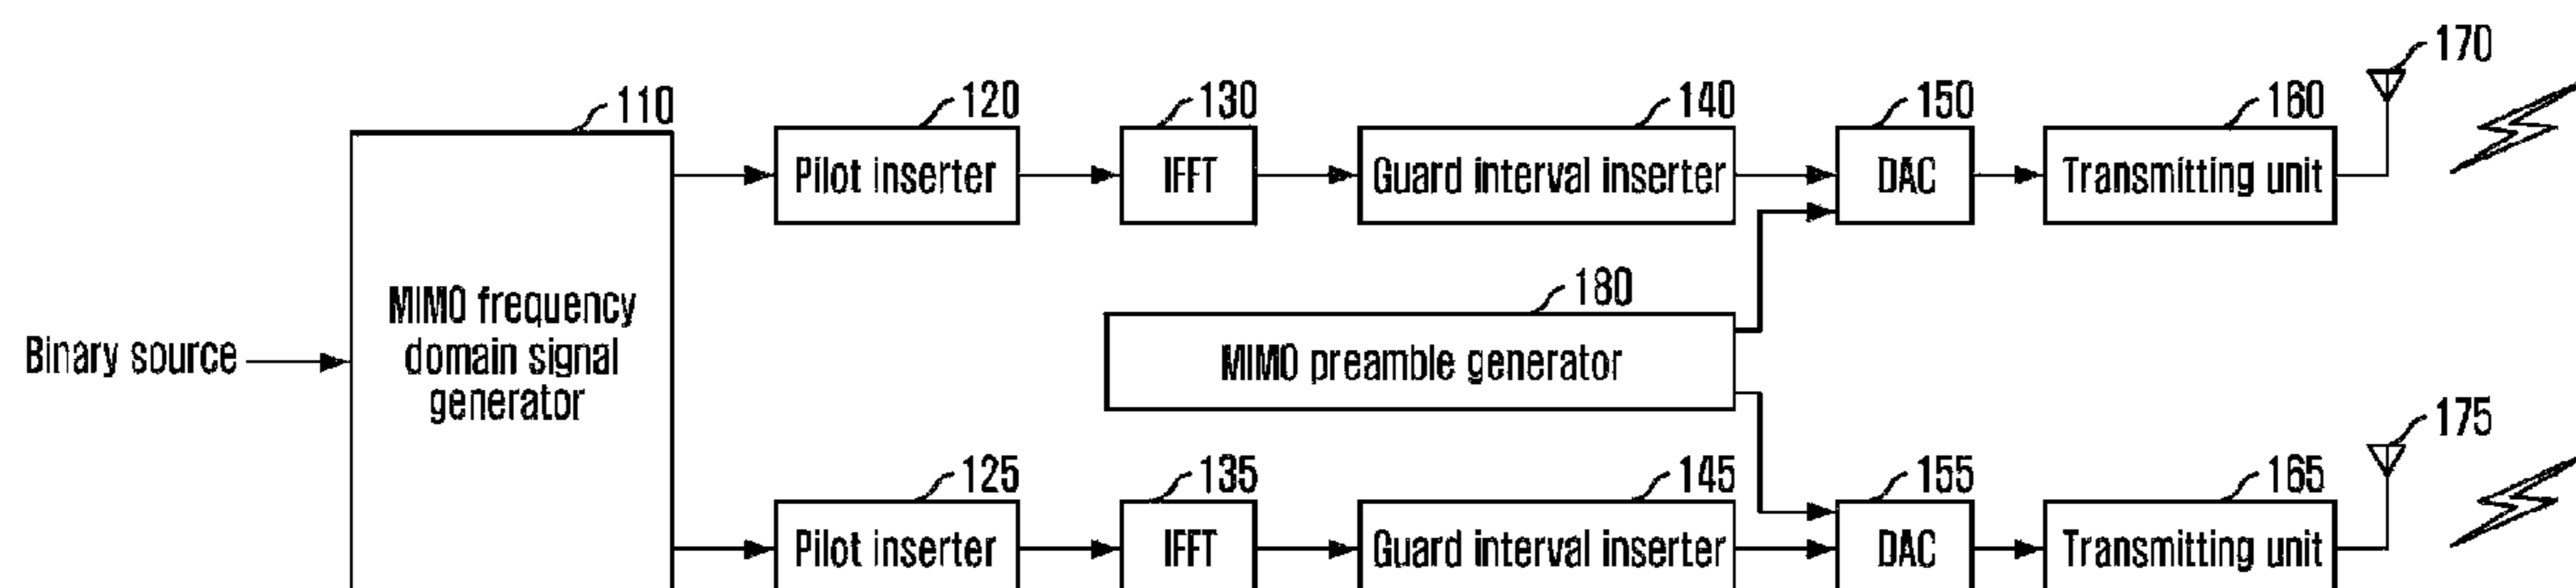 170
110
120
130
140
150
160
Pilot inserter
IFFT
Guard interval inserter
DAC
Transmitting unit
180
MIMO frequency
domain signal
generator
Binary source
MIMO preamble generator
175
125
135
145
155
165
Pilot inserter
IFFT
Guard interval inserter
DAC
Transmitting unit